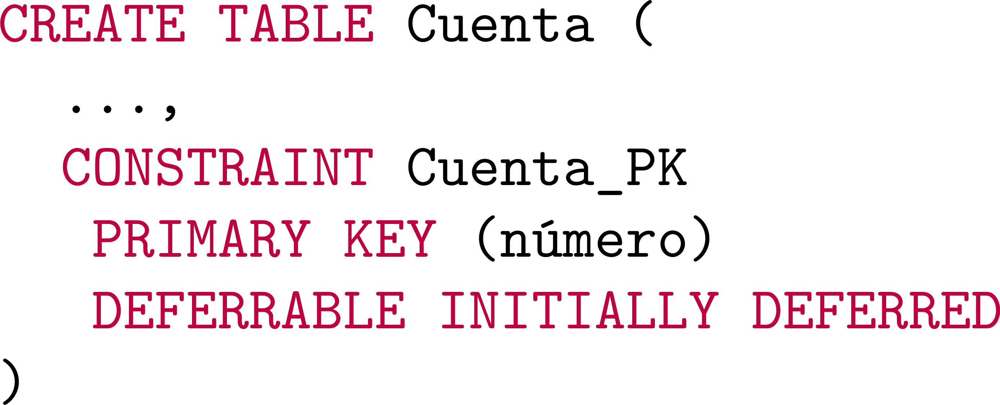 CREATE TABLE Cuenta (
...,
CONSTRAINT Cuenta_PK
PRIMARY KEY (número)
DEFERRABLE INITIALLY DEFERRED
)